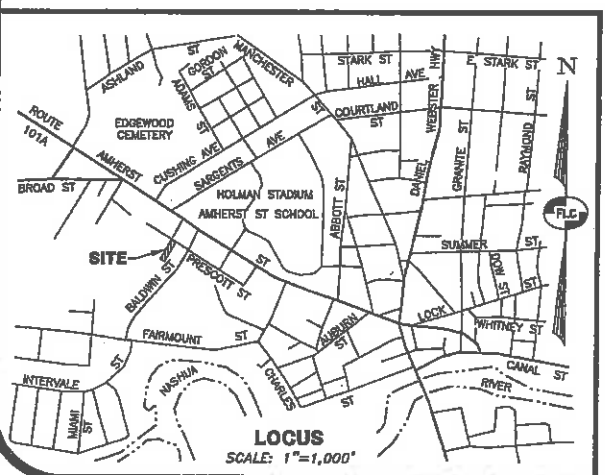 STARK ST
E STARK ST
N
GORDON ST
MANCHESTER ST
ASHLAND
ADAMS ST
HALL AVE
WEBSTER HWY
COURTLAND ST
ST
RAYMOND
ROUTE 101A
EDGEWOOD
CEMETERY
AMHERST
CUSHING AVE
SARGENTS AVE
GRANITE ST
DANIEL
BROAD ST
HOLMAN STADIUM
AMHERST ST SCHOOL
ABBOTT ST
FLG
SITE
ST
SUMMER ST
BALDWIN ST
PRESCOTT ST
DOW ST
ST
LOCK
WHITNEY ST
FAIRMOUNT ST
AUBURN ST
CANAL ST
INTERVALE ST
NASHUA
CHARLES ST
RIVER
MIAMI ST
LOCUS
SCALE: 1"=1,000'